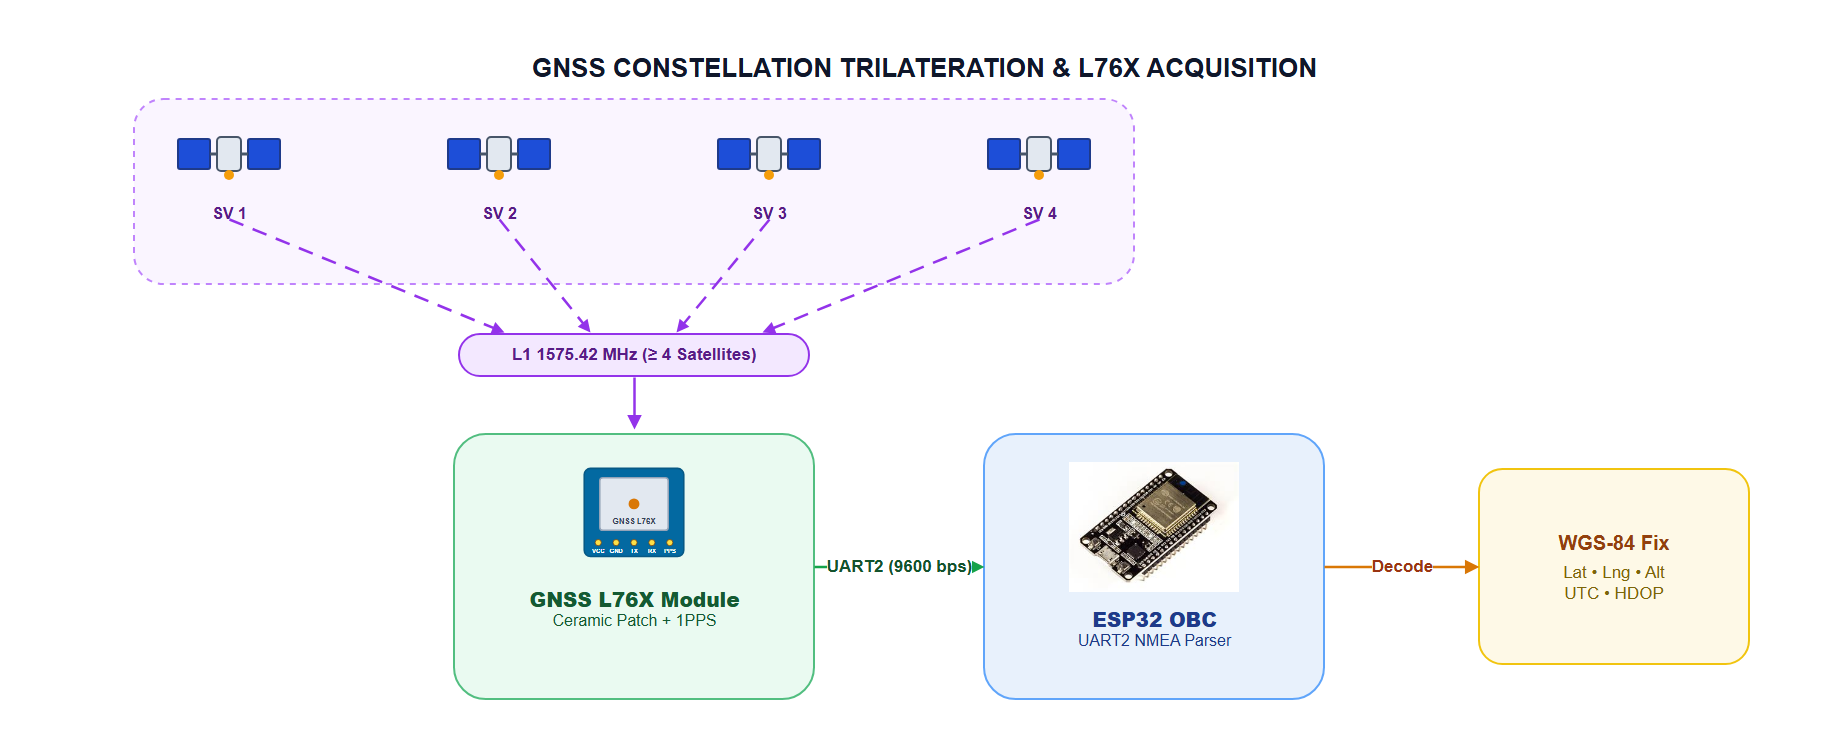 GNSS CONSTELLATION TRILATERATION & L76X ACQUISITION
SV 1
SV 2
SV 3
SV 4
L1 1575.42 MHz (≥ 4 Satellites)
GNSS L76X
VCC GND TX RX PPS
GNSS L76X Module
Ceramic Patch + 1PPS
UART2 (9600 bps)
ESP32 OBC
UART2 NMEA Parser
Decode
WGS-84 Fix
Lat • Lng • Alt
UTC • HDOP